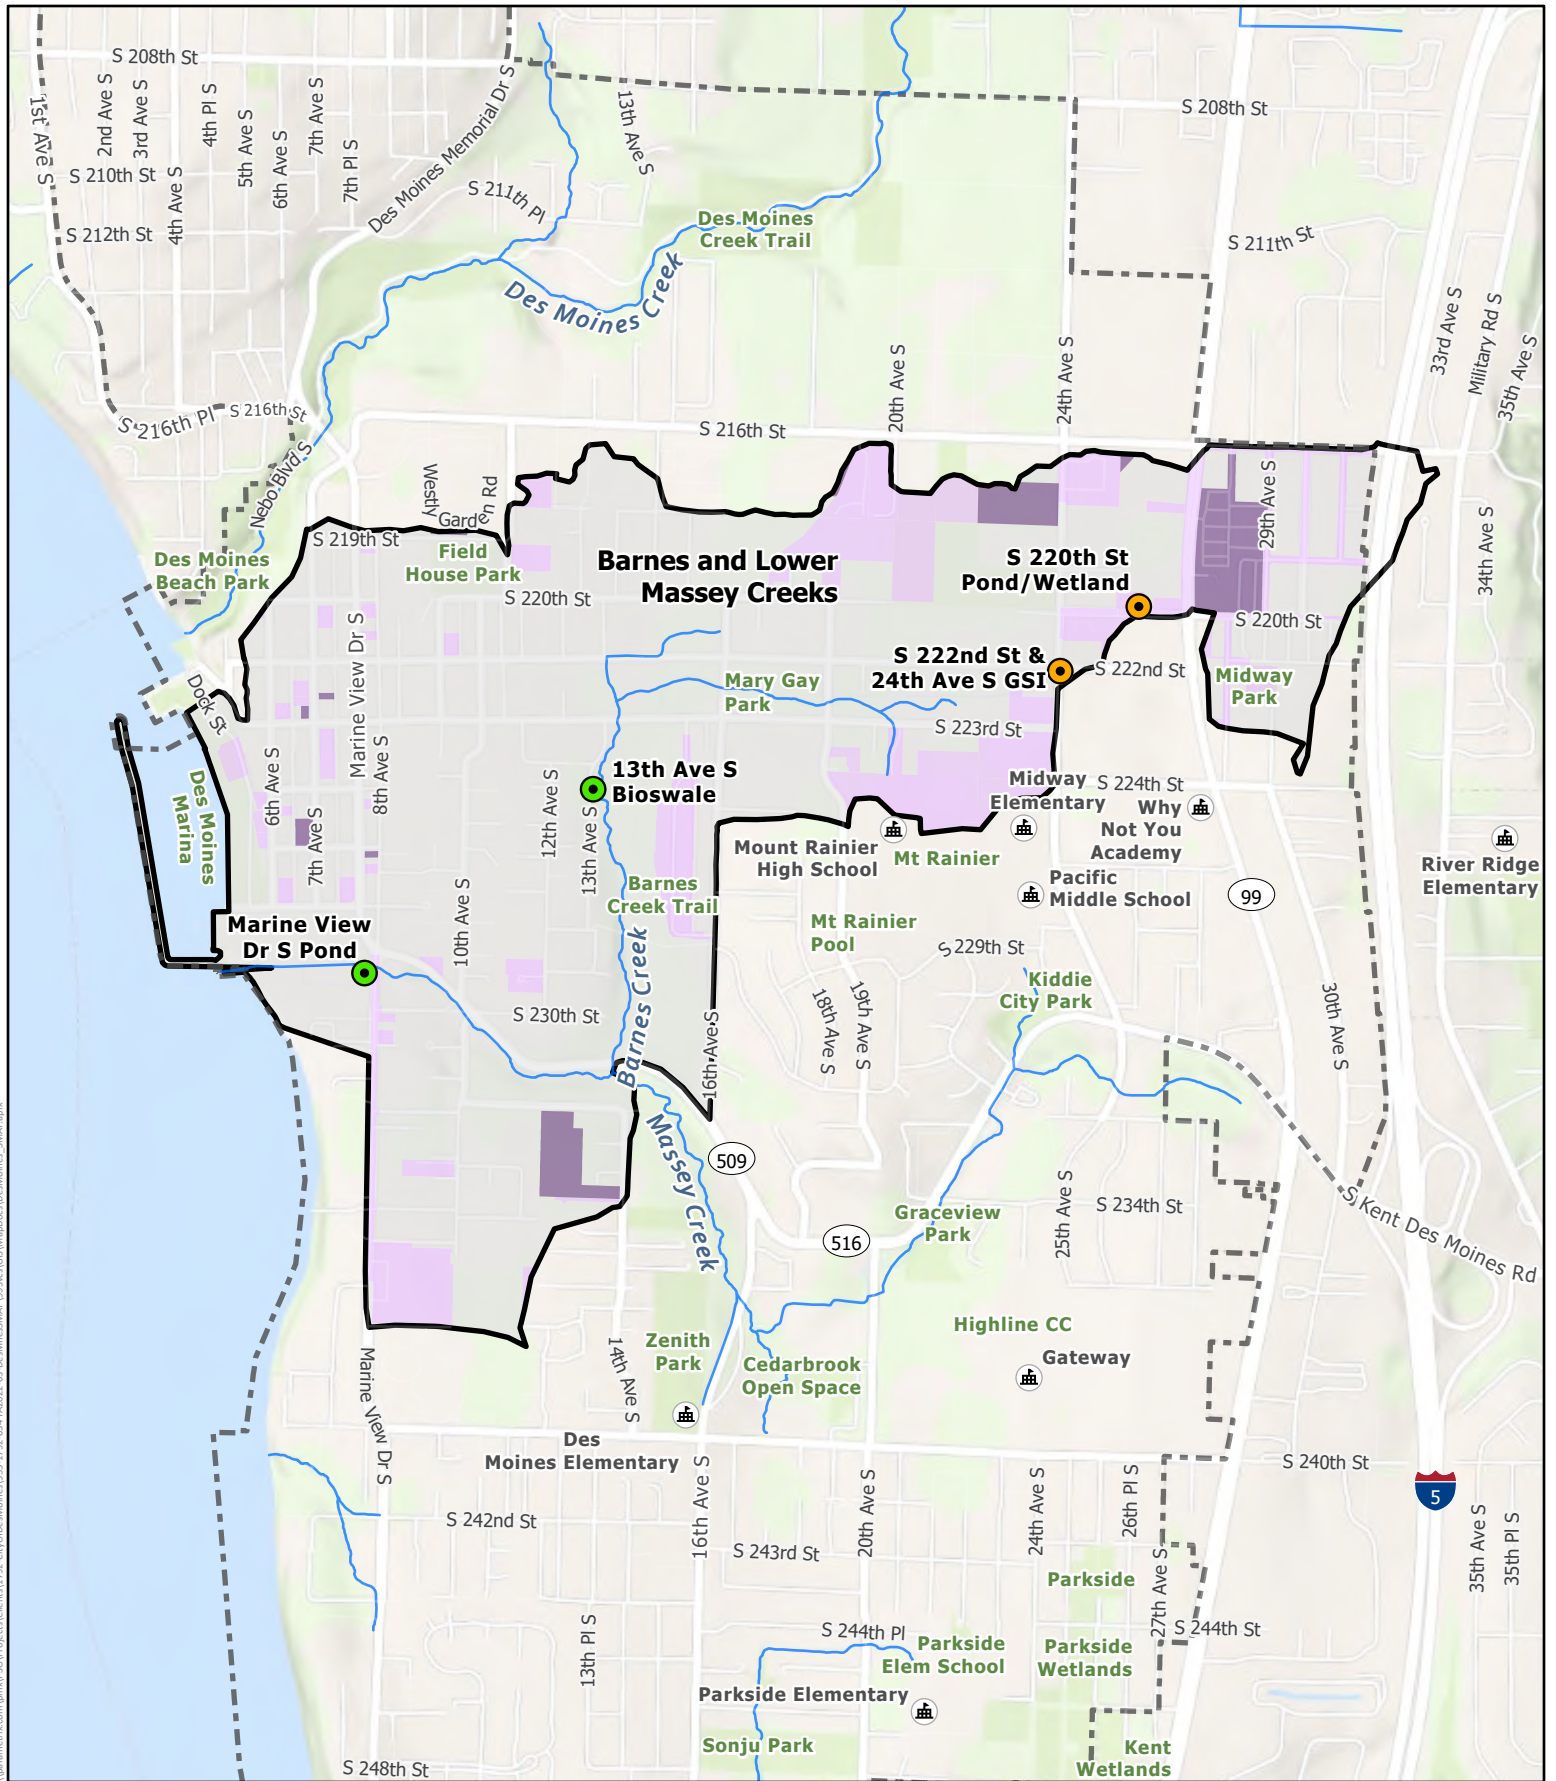 S 208th St
1st Ave S
2nd Ave S
3rd Ave S
4th Pl S
5th Ave S
6th Ave S
7th Ave S
7th Pl S
4th Ave S
S 210th St
S 212th St
Des Moines Memorial Dr S
S 211th Pl
13th Ave S
S 208th St
Des Moines
Creek Trail
Des Moines Creek
S 211th St
33rd Ave S
Military Rd S
35th Ave S
20th Ave S
24th Ave S
S 216th Pl
S 216th St
S 216th St
Nebo Blvd S
Westly
Garden Rd
S 219th St
Field
House Park
Des Moines
Beach Park
S 220th St
Barnes and Lower
Massey Creeks
S 220th St
Pond/Wetland
29th Ave S
34th Ave S
S 220th St
S 222nd St &
24th Ave S GSI
S 222nd St
Midway
Park
Mary Gay
Park
S 223rd St
Dock St
Marine View Dr S
8th Ave S
6th Ave S
7th Ave S
Des Moines
Marina
12th Ave S
13th Ave S
13th Ave S
Bioswale
Midway
Elementary
S 224th St
Why
Not You
Academy
Mount Rainier
High School
Mt Rainier
River Ridge
Elementary
Pacific
Middle School
99
Barnes
Creek Trail
Mt Rainier
Pool
Marine View
Dr S Pond
10th Ave S
S 229th St
Kiddie
City Park
S 230th St
Barnes Creek
16th Ave S
18th Ave S
19th Ave S
30th Ave S
Massey Creek
509
516
Graceview
Park
25th Ave S
S 234th St
S Kent Des Moines Rd
Highline CC
Gateway
Zenith
Park
Cedarbrook
Open Space
14th Ave S
Marine View Dr S
Des
Moines Elementary
S 240th St
5
S 242nd St
16th Ave S
S 243rd St
20th Ave S
24th Ave S
26th Pl S
27th Ave S
35th Ave S
35th Pl S
Parkside
13th Pl S
S 244th Pl
S 244th St
Parkside
Elem School
Parkside
Wetlands
Parkside Elementary
Sonju Park
Kent
Wetlands
S 248th St